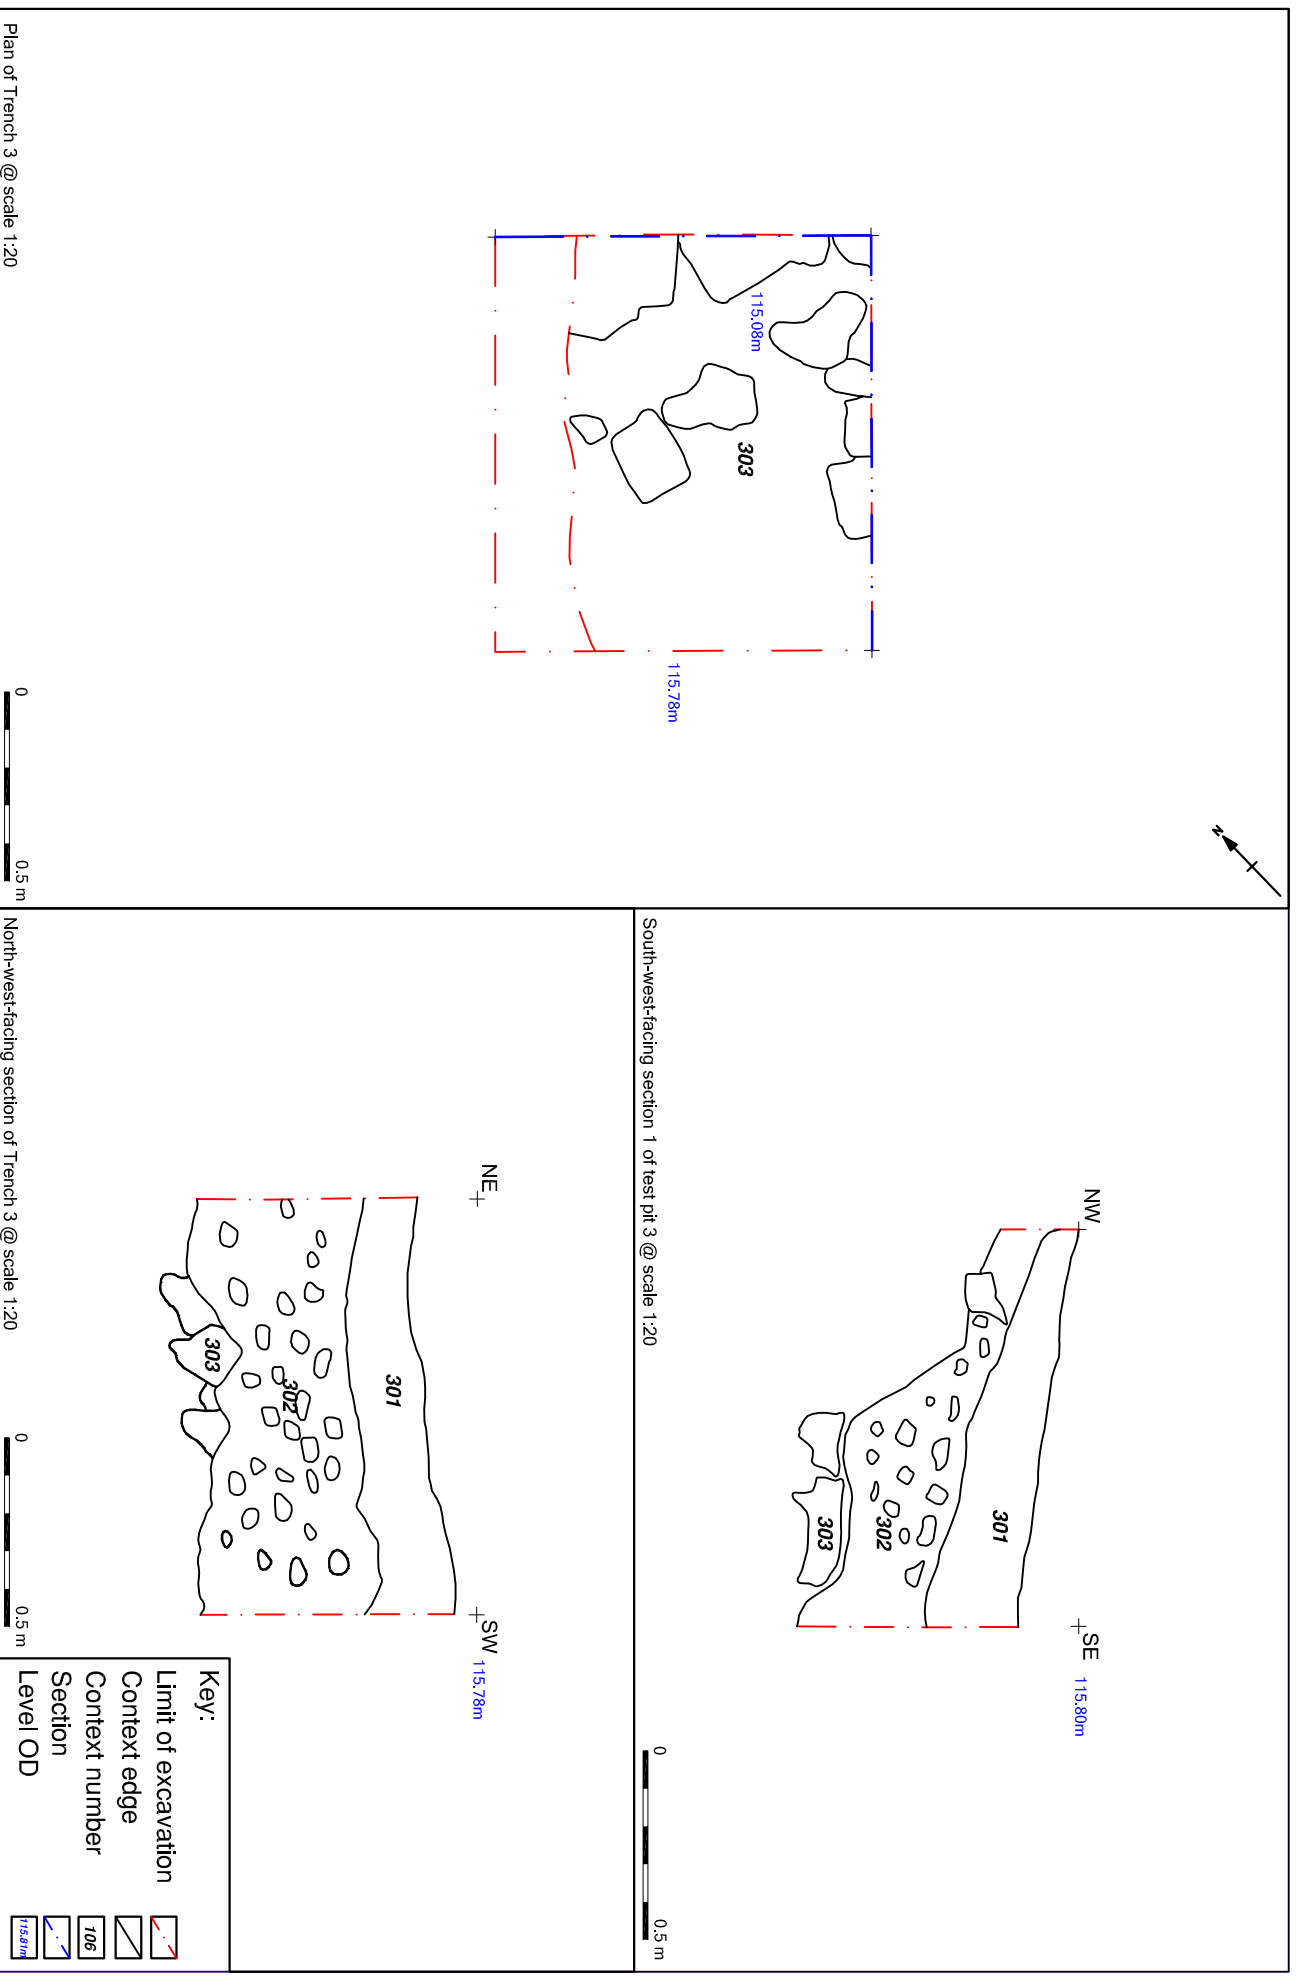 Plan of Trench 3 @ scale 1:20
115.08m
303
115.78m
N
0
0.5 m
South-west-facing section 1 of test pit 3 @ scale 1:20
NW
SE
115.80m
301
302
303
0
0.5 m
North-west-facing section of Trench 3 @ scale 1:20
NE
SW
115.78m
301
302
303
0
0.5 m
Key:
Limit of excavation
Context edge
Context number
106
Section
Level OD
115.81m